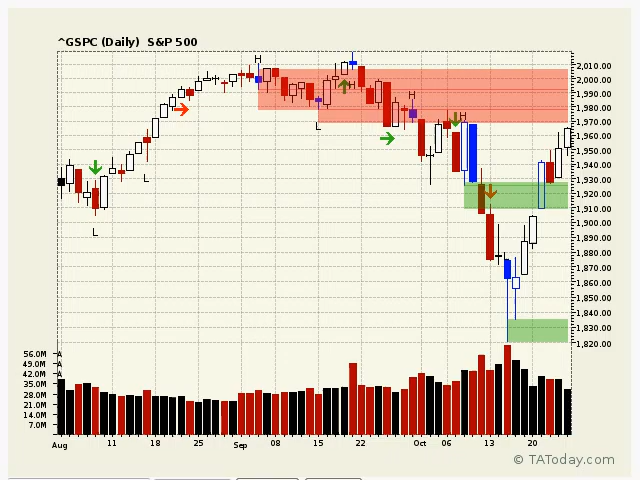 ^GSPC (Daily)  S&P 500
H
H
H
H
L
L
L
2,010.00
2,000.00
1,990.00
1,980.00
1,970.00
1,960.00
1,950.00
1,940.00
1,930.00
1,920.00
1,910.00
1,900.00
1,890.00
1,880.00
1,870.00
1,860.00
1,850.00
1,840.00
1,830.00
1,820.00
56.0M A
49.0M A
42.0M A
35.0M
28.0M
21.0M
14.0M
7.0M
Aug 11 18 25 Sep 08 15 22 Oct 06 13 20
© TAToday.com